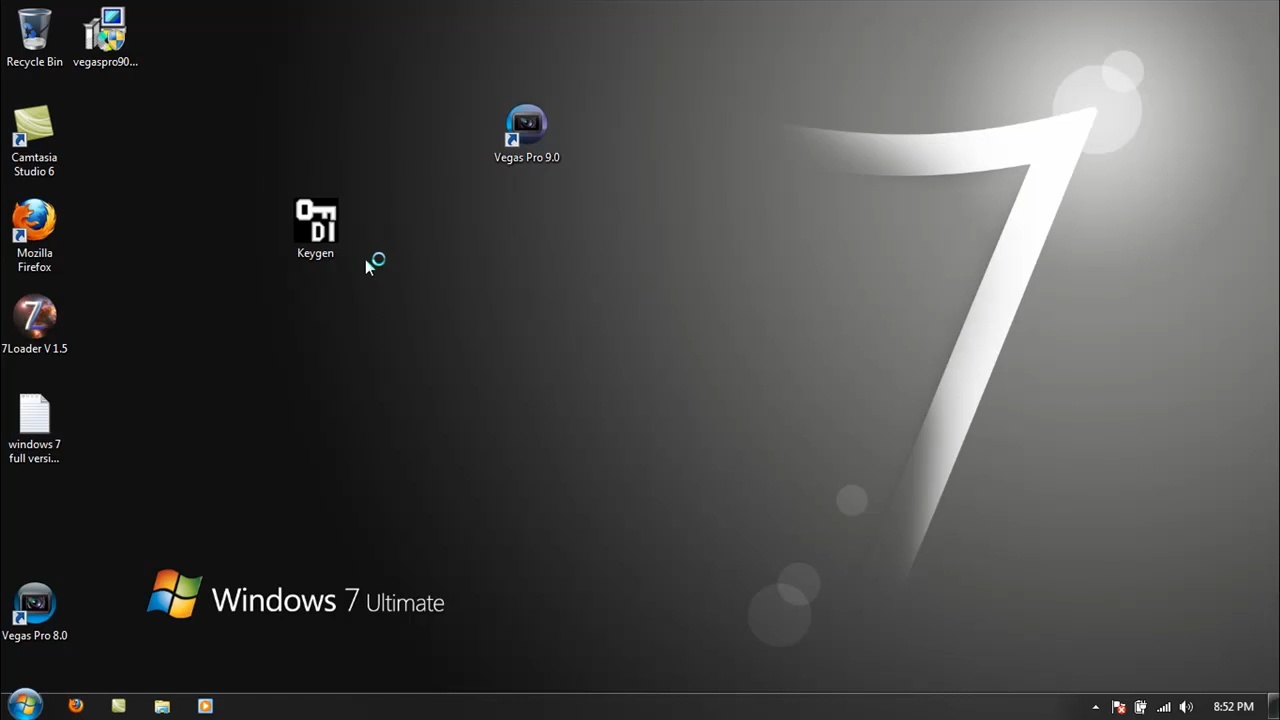 Recycle Bin
vegaspro90...
Camtasia
Studio 6
Vegas Pro 9.0
Mozilla
Firefox
OFDI
Keygen
7Loader V 1.5
windows 7
full versi...
Windows 7 Ultimate
Vegas Pro 8.0
8:52 PM